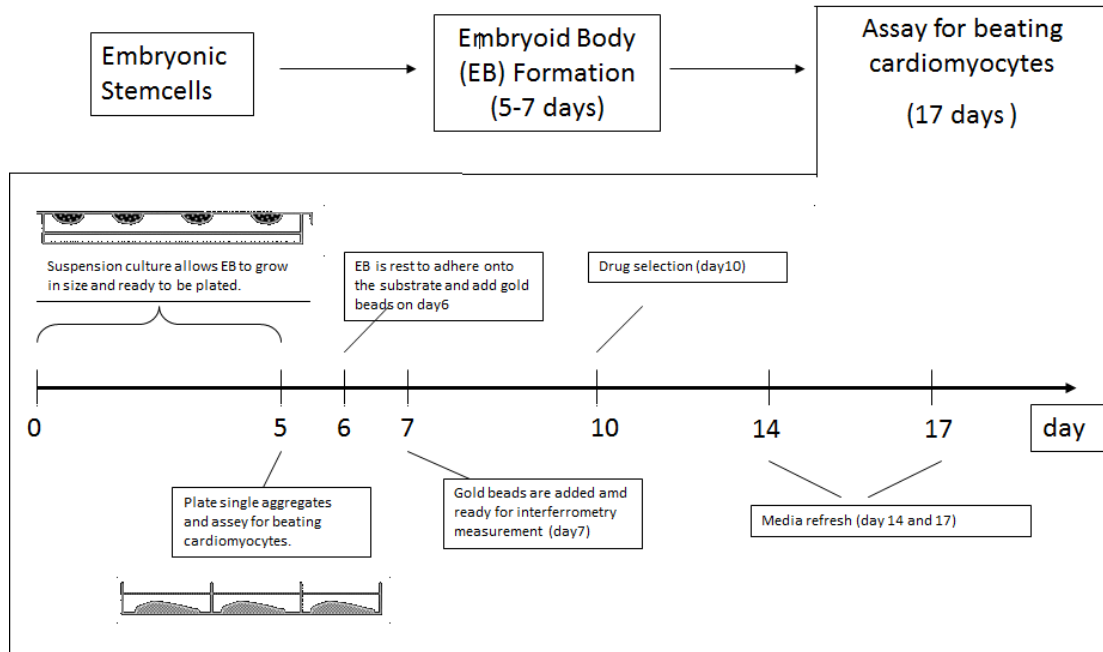 Embryonic
Stemcells
Embryoid Body
(EB) Formation
(5-7 days)
Assay for beating
cardiomyocytes
(17 days )
Suspension culture allows EB to grow
in size and ready to be plated.
EB is rest to adhere onto
the substrate and add gold
beads on day6
Drug selection (day10)
0
5
6
7
10
14
17
day
Plate single aggregates
and assey for beating
cardiomyocytes.
Gold beads are added amd
ready for interferrometry
measurement (day7)
Media refresh (day 14 and 17)